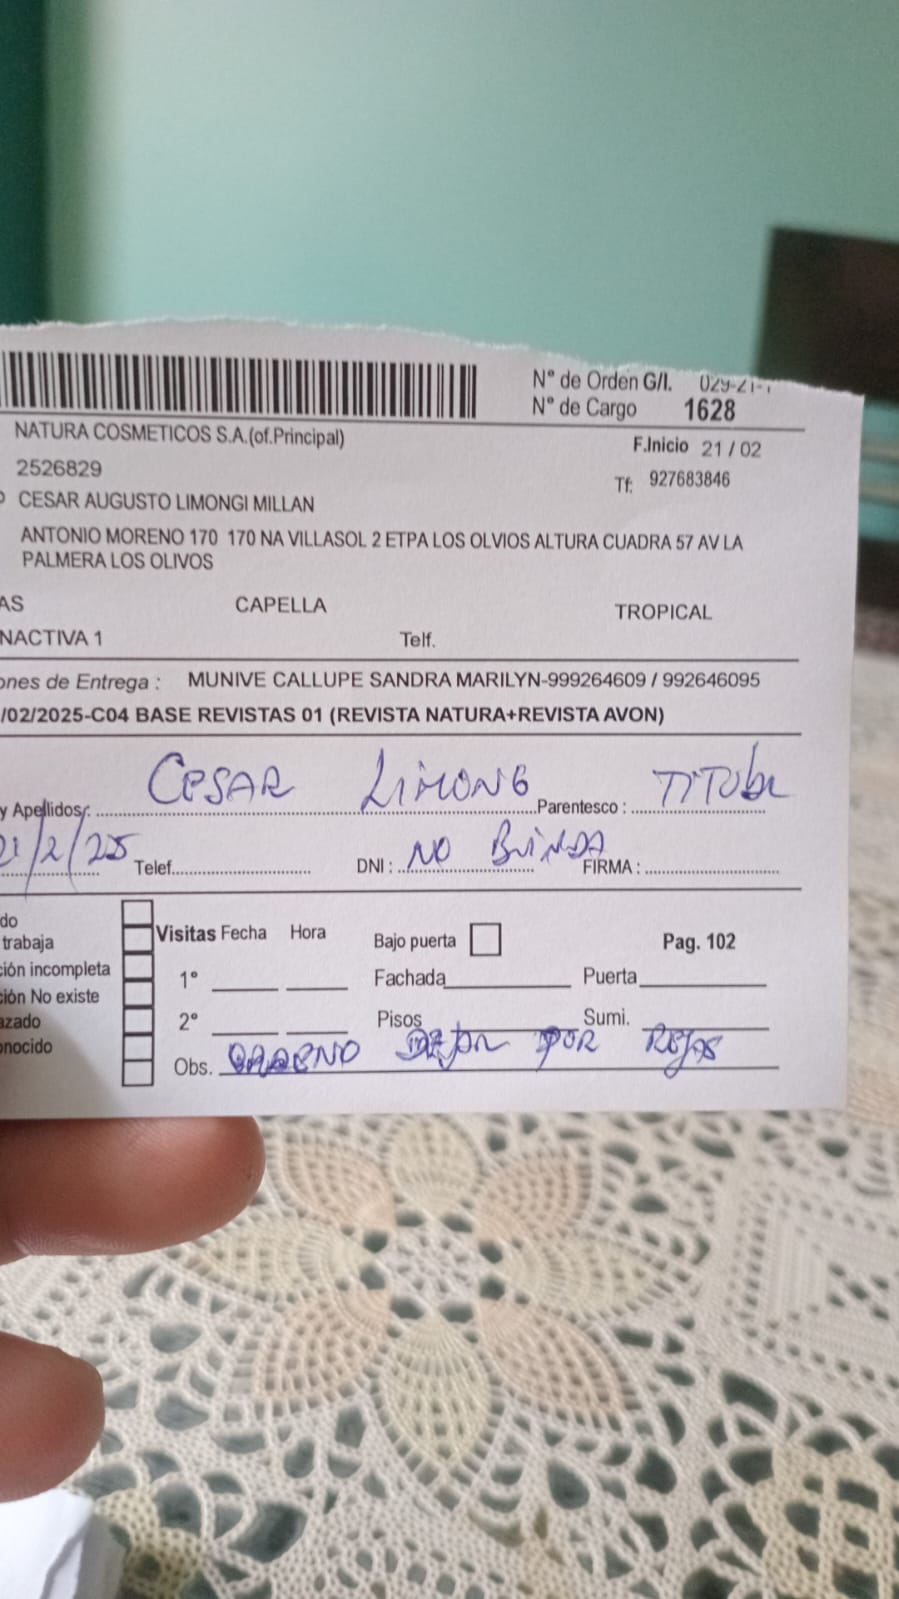 N° de Orden G/I.
N° de Cargo 1628
NATURA COSMETICOS S.A.(of.Principal)
F.Inicio 21 / 02
2526829
Tf: 927683846
CESAR AUGUSTO LIMONGI MILLAN
ANTONIO MORENO 170 170 NA VILLASOL 2 ETPA LOS OLVIOS ALTURA CUADRA 57 AV LA
PALMERA LOS OLIVOS
AS CAPELLA TROPICAL
NACTIVA 1 Telf.
ones de Entrega : MUNIVE CALLUPE SANDRA MARILYN-999264609 / 992646095
/02/2025-C04 BASE REVISTAS 01 (REVISTA NATURA+REVISTA AVON)
y Apellidos: CESAR LIMONG Parentesco :
21/2/25 Telef. DNI : NO FIRMA :
do
trabaja
ción incompleta
ción No existe
azado
onocido
Visitas Fecha Hora Bajo puerta Pag. 102
1° Fachada Puerta
2° Pisos Sumi.
Obs. DEJAR POR REJAS